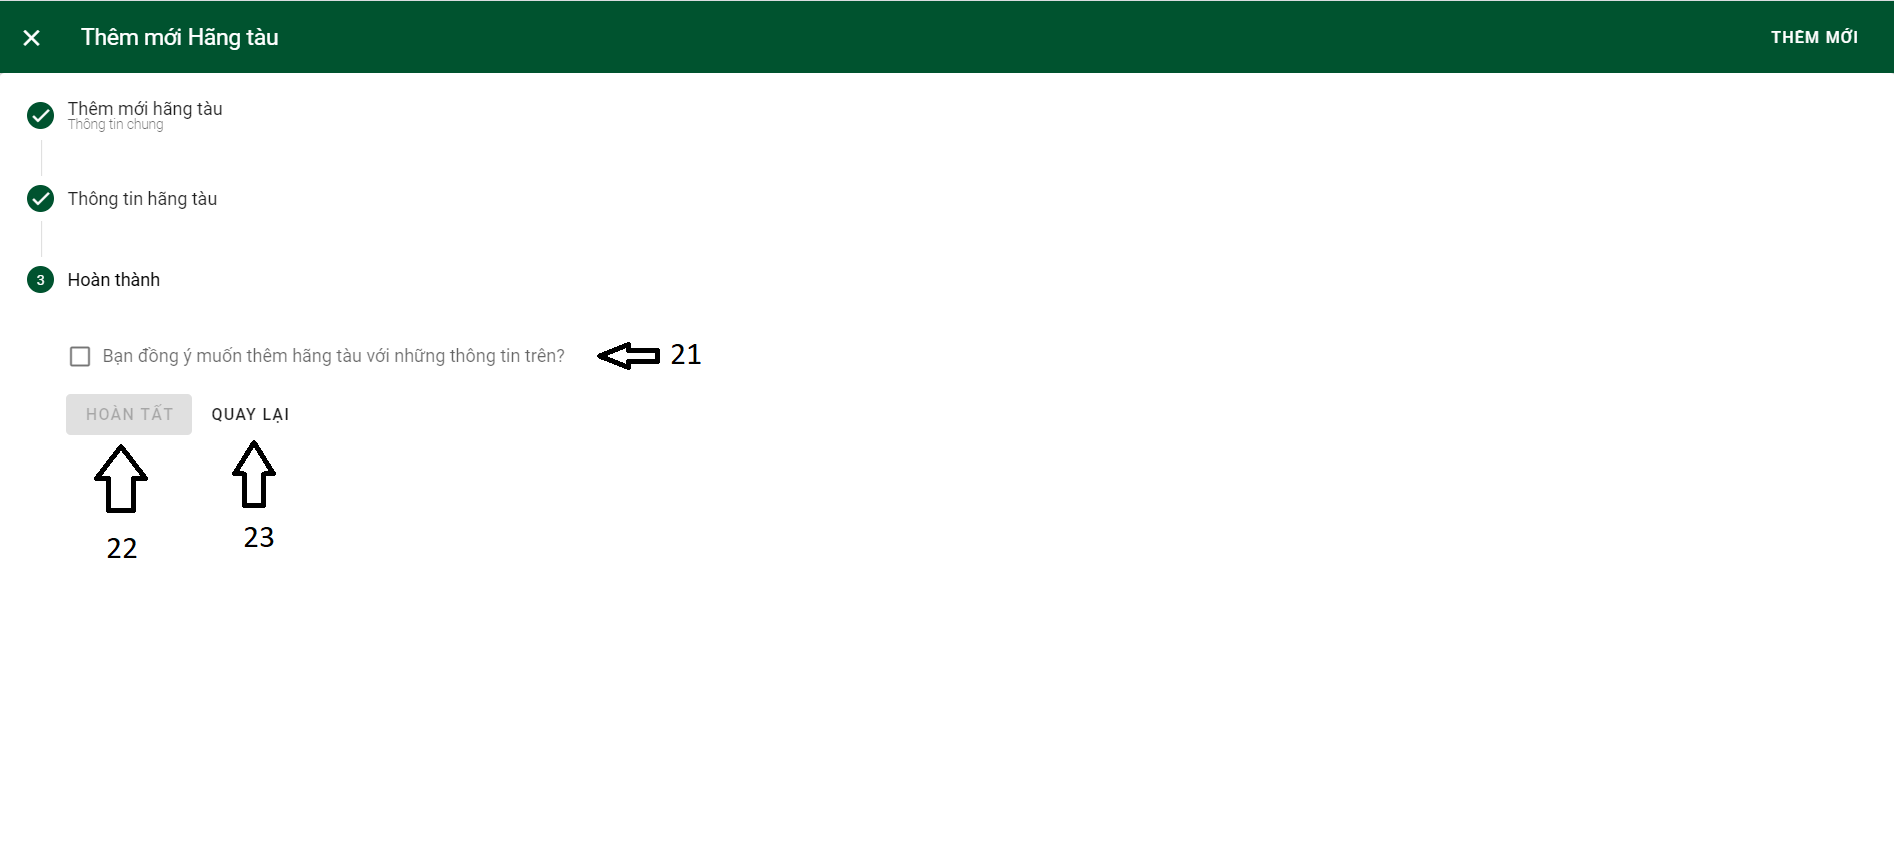 Thêm mới Hãng tàu
THÊM MỚI
Thêm mới hãng tàu
Thông tin chung
Thông tin hãng tàu
3 Hoàn thành
Bạn đồng ý muốn thêm hãng tàu với những thông tin trên?
21
HOÀN TẤT QUAY LẠI
22
23